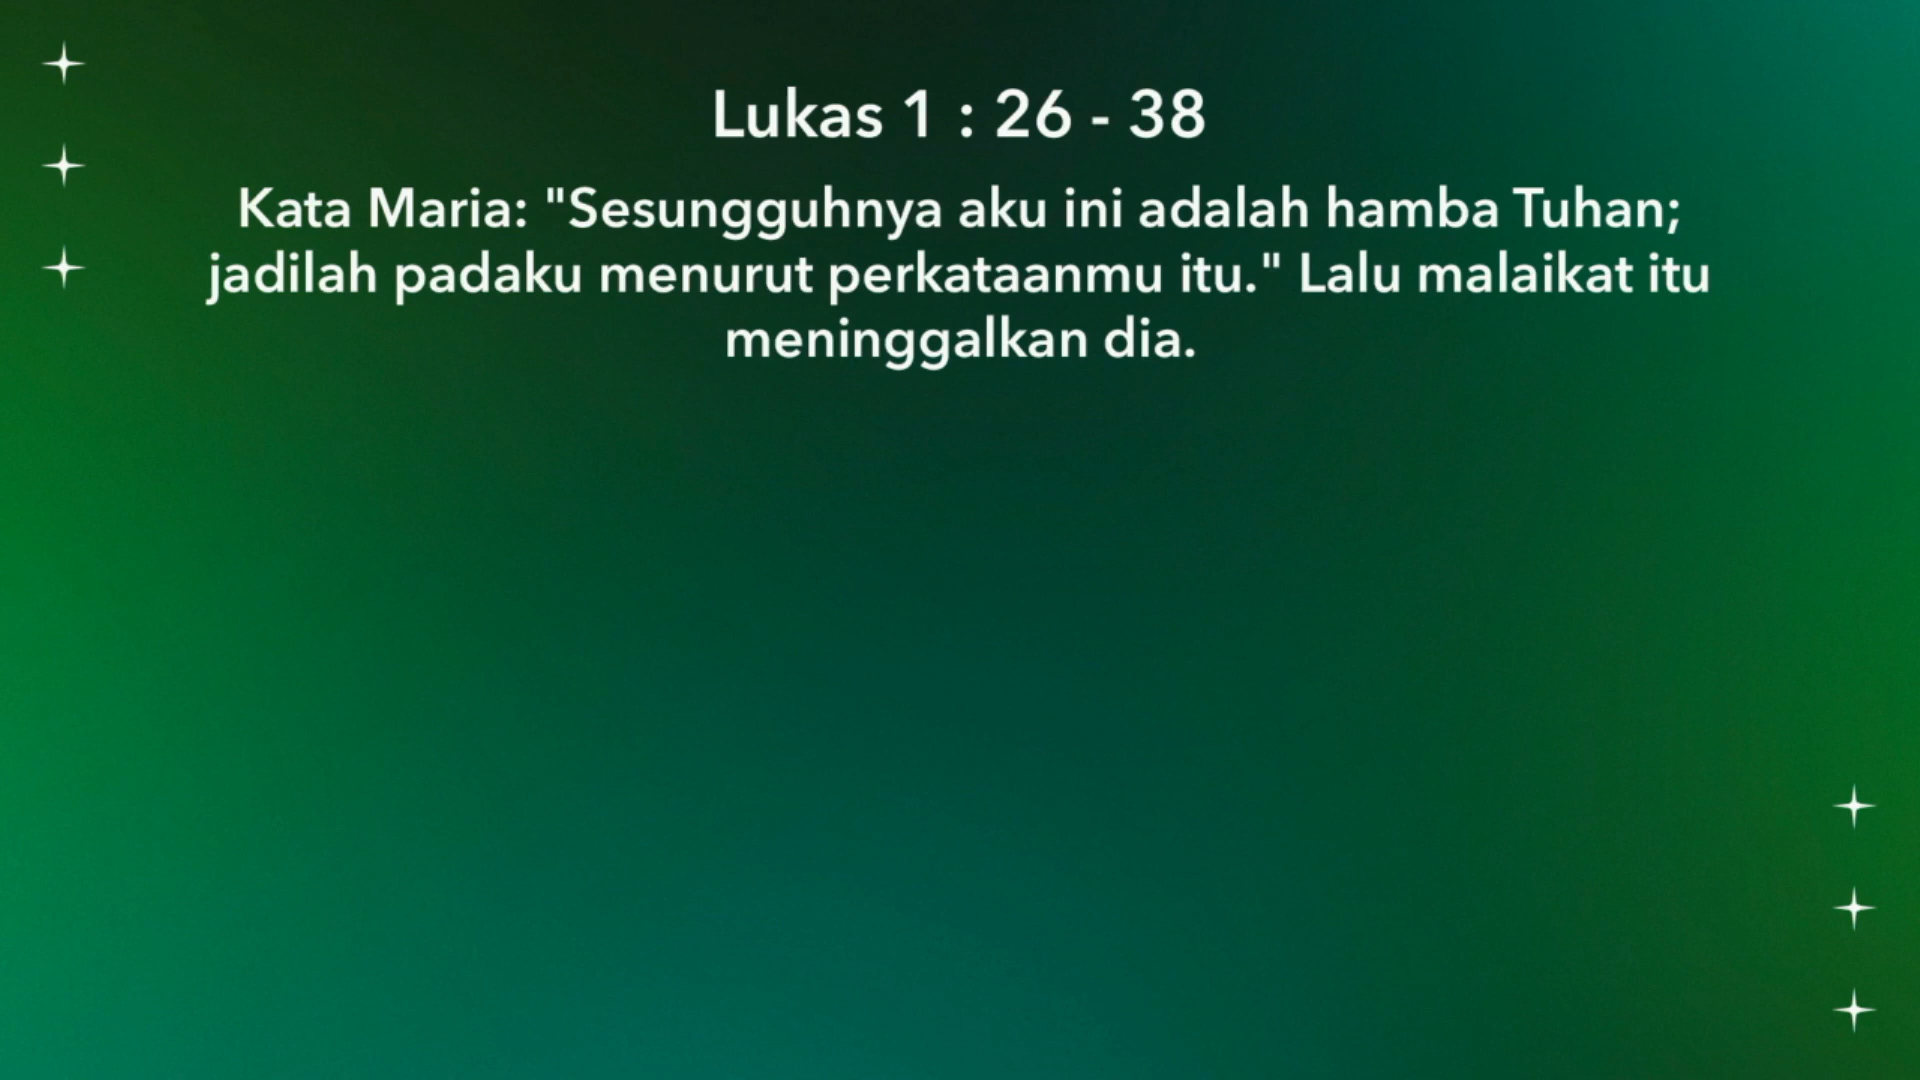 Lukas 1 : 26 - 38
Kata Maria: "Sesungguhnya aku ini adalah hamba Tuhan;
jadilah padaku menurut perkataanmu itu." Lalu malaikat itu
meninggalkan dia.